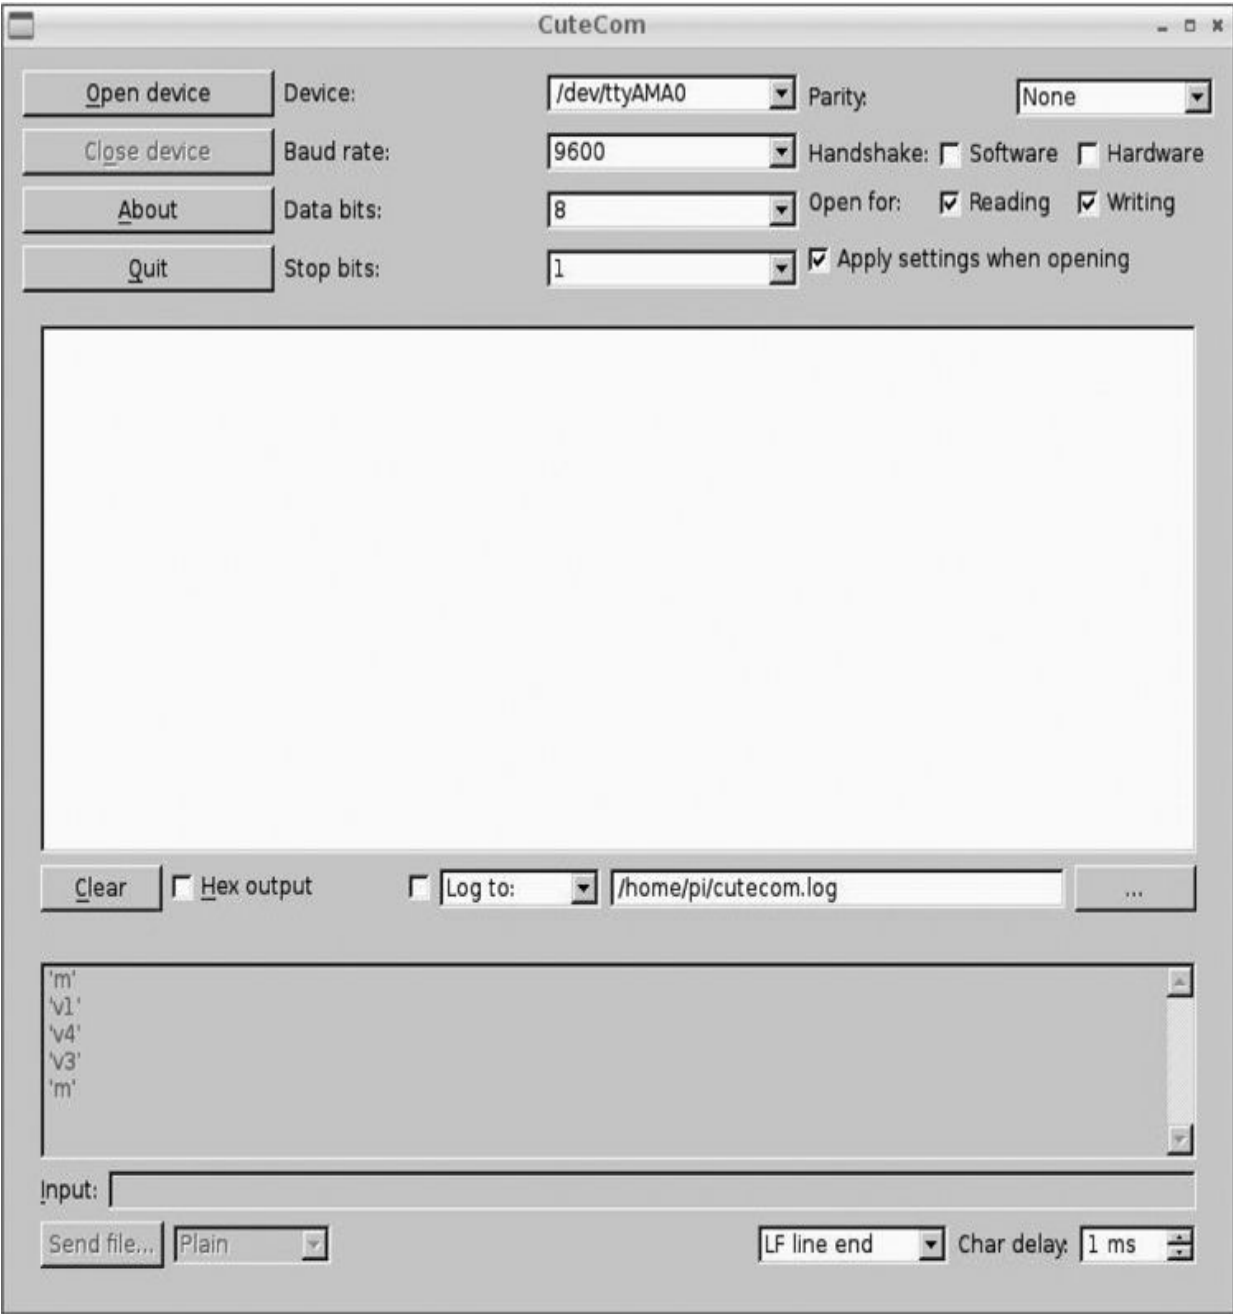 CuteCom
Open device Device: /dev/ttyAMA0 Parity: None
Close device Baud rate: 9600 Handshake: Software Hardware
About Data bits: 8 Open for: Reading Writing
Quit Stop bits: 1 Apply settings when opening
Clear Hex output Log to: /home/pi/cutecom.log ...
'm'
'v1'
'v4'
'v3'
'm'
Input:
Send file... Plain LF line end Char delay: 1 ms